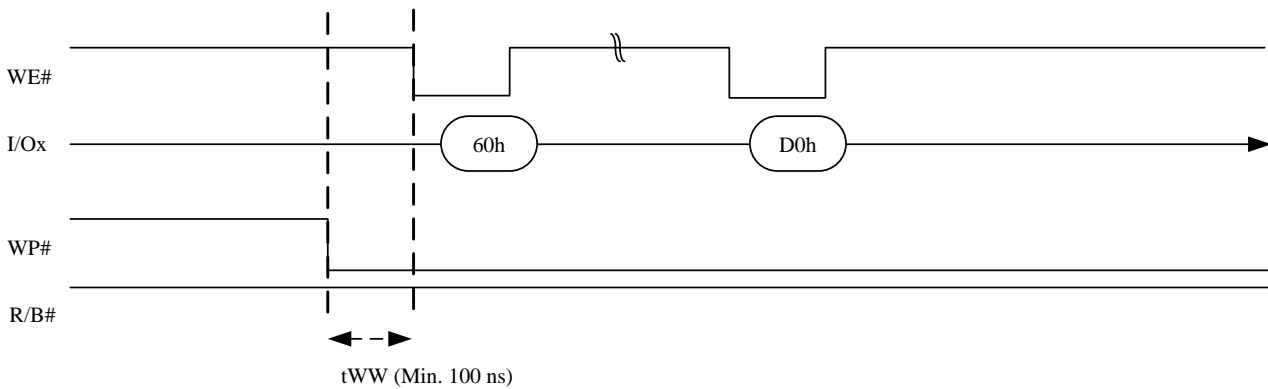 WE#
I/Ox
60h
D0h
WP#
R/B#
tWW (Min. 100 ns)